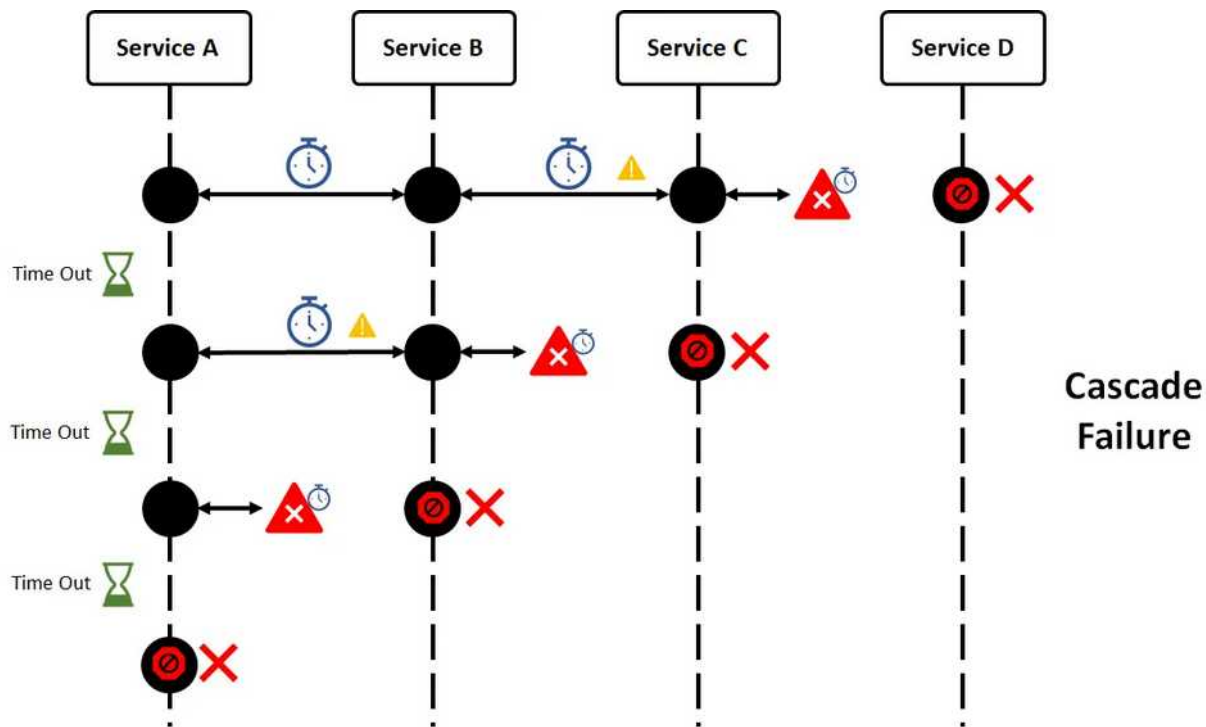 Service A
Service B
Service C
Service D
Time Out
Time Out
Cascade
Failure
Time Out